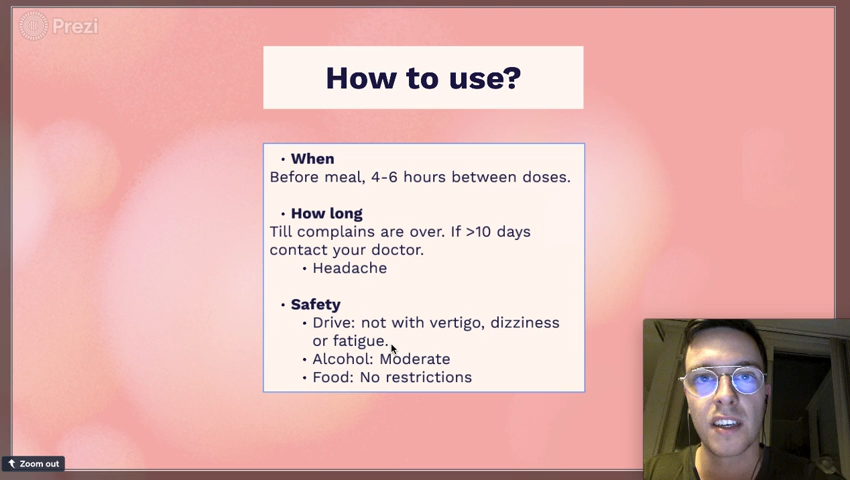 Prezi
How to use?
• When
Before meal, 4-6 hours between doses.
• How long
Till complains are over. If >10 days
contact your doctor.
• Headache
• Safety
• Drive: not with vertigo, dizziness
or fatigue.
• Alcohol: Moderate
• Food: No restrictions
Zoom out